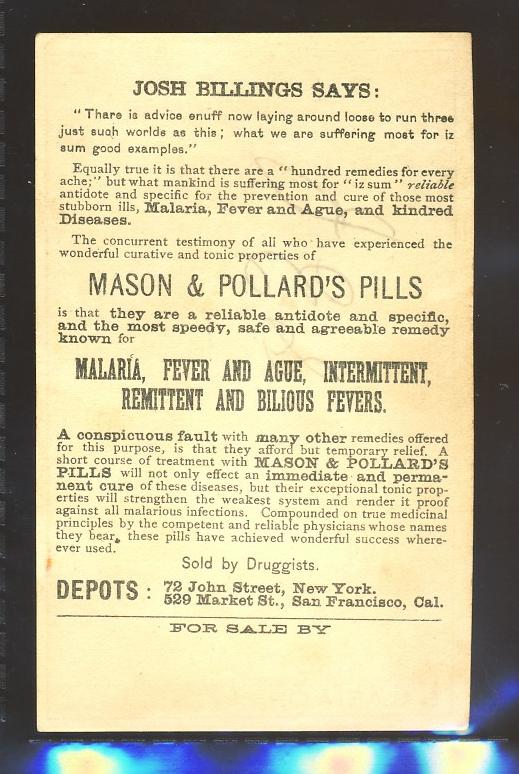 JOSH BILLINGS SAYS:
"Thare is advice enuff now laying around loose to run three
just such worlds as this; what we are suffering most for iz
sum good examples."
Equally true it is that there are a "hundred remedies for every
ache;" but what mankind is suffering most for "iz sum" reliable
antidote and specific for the prevention and cure of those most
stubborn ills, Malaria, Fever and Ague, and kindred
Diseases.
The concurrent testimony of all who have experienced the
wonderful curative and tonic properties of
MASON & POLLARD'S PILLS
is that they are a reliable antidote and specific,
and the most speedy, safe and agreeable remedy
known for
MALARIA, FEVER AND AGUE, INTERMITTENT,
REMITTENT AND BILIOUS FEVERS.
A conspicuous fault with many other remedies offered
for this purpose, is that they afford but temporary relief. A
short course of treatment with MASON & POLLARD'S
PILLS will not only effect an immediate and perma-
nent cure of these diseases, but their exceptional tonic prop-
erties will strengthen the weakest system and render it proof
against all malarious infections. Compounded on true medicinal
principles by the competent and reliable physicians whose names
they bear, these pills have achieved wonderful success where-
ever used.
Sold by Druggists.
DEPOTS: 72 John Street, New York.
529 Market St., San Francisco, Cal.
FOR SALE BY